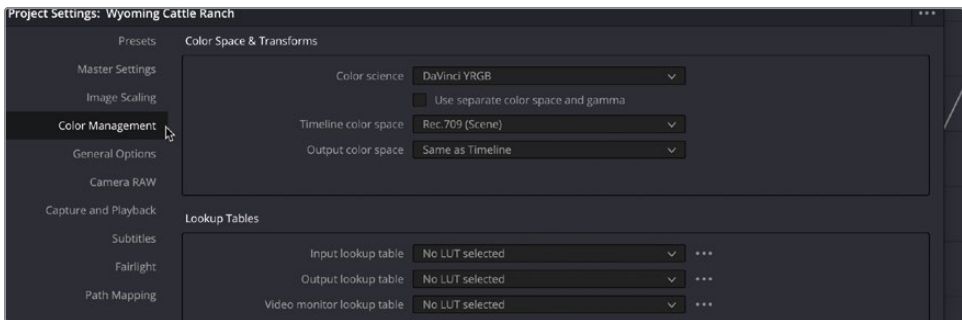 Project Settings: Wyoming Cattle Ranch
Presets
Master Settings
Image Scaling
Color Management
General Options
Camera RAW
Capture and Playback
Subtitles
Fairlight
Path Mapping
Color Space & Transforms
Color science DaVinci YRGB
Use separate color space and gamma
Timeline color space Rec.709 (Scene)
Output color space Same as Timeline
Lookup Tables
Input lookup table No LUT selected
Output lookup table No LUT selected
Video monitor lookup table No LUT selected